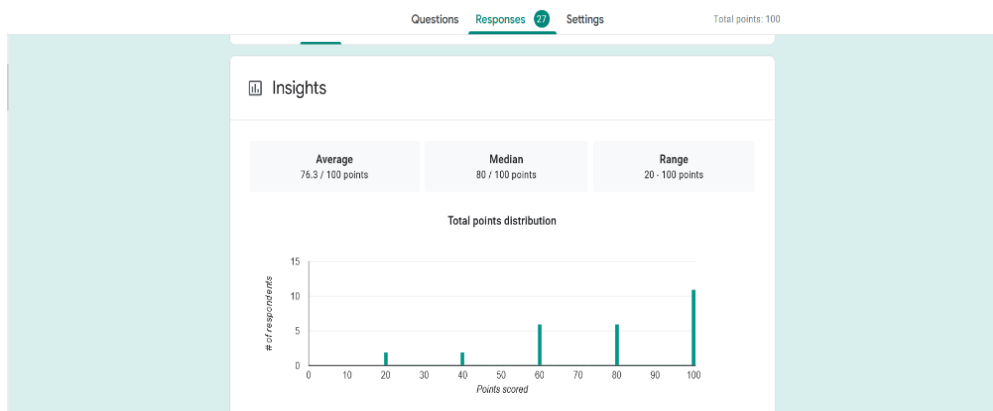 Questions Responses 27 Settings Total points: 100
Insights
Average Median Range
76.3 / 100 points 80 / 100 points 20 - 100 points
Total points distribution
# of respondents
15
10
5
0
0 10 20 30 40 50 60 70 80 90 100
Points scored